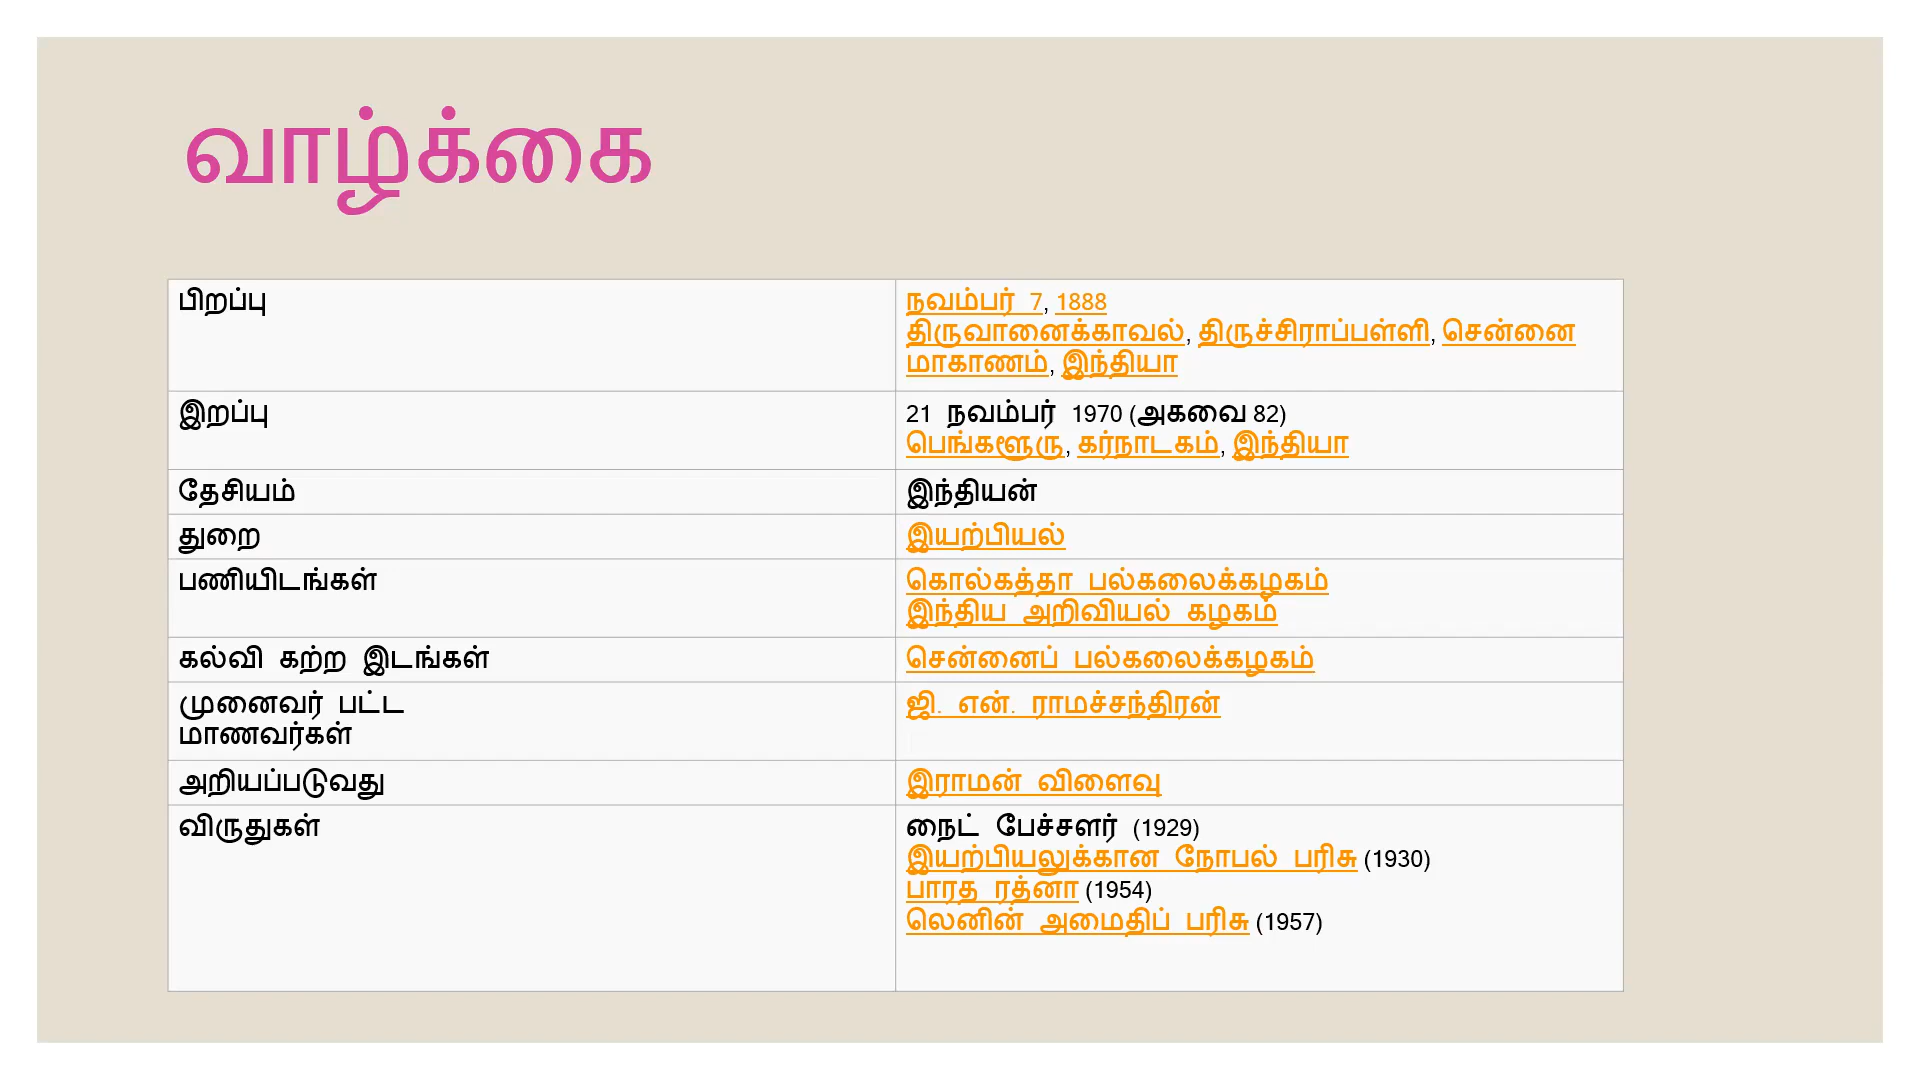 வாழ்க்கை
பிறப்பு
நவம்பர் 7, 1888
திருவானைக்காவல், திருச்சிராப்பள்ளி, சென்னை
மாகாணம், இந்தியா
இறப்பு
21 நவம்பர் 1970 (அகவை 82)
பெங்களூரு, கர்நாடகம், இந்தியா
தேசியம்
இந்தியன்
துறை
இயற்பியல்
பணியிடங்கள்
கொல்கத்தா பல்கலைக்கழகம்
இந்திய அறிவியல் கழகம்
கல்வி கற்ற இடங்கள்
சென்னைப் பல்கலைக்கழகம்
முனைவர் பட்ட
மாணவர்கள்
ஜி. என். ராமச்சந்திரன்
அறியப்படுவது
இராமன் விளைவு
விருதுகள்
நைட் பேச்சளர் (1929)
இயற்பியலுக்கான நோபல் பரிசு (1930)
பாரத ரத்னா (1954)
லெனின் அமைதிப் பரிசு (1957)